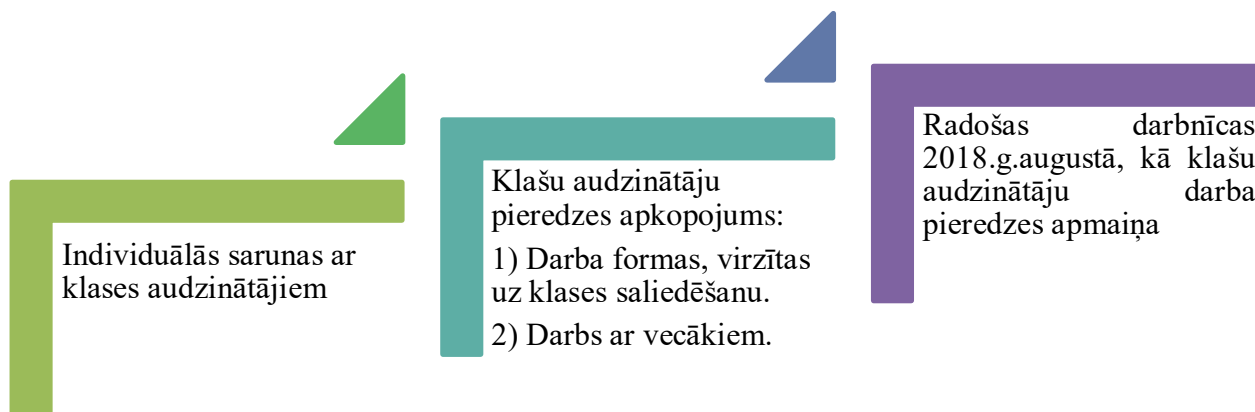 Individuālās sarunas ar
klases audzinātājiem
Klašu audzinātāju
pieredzes apkopojums:
1) Darba formas, virzītas
uz klases saliedēšanu.
2) Darbs ar vecākiem.
Radošas darbnīcas
2018.g.augustā, kā klašu
audzinātāju darba
pieredzes apmaiņa